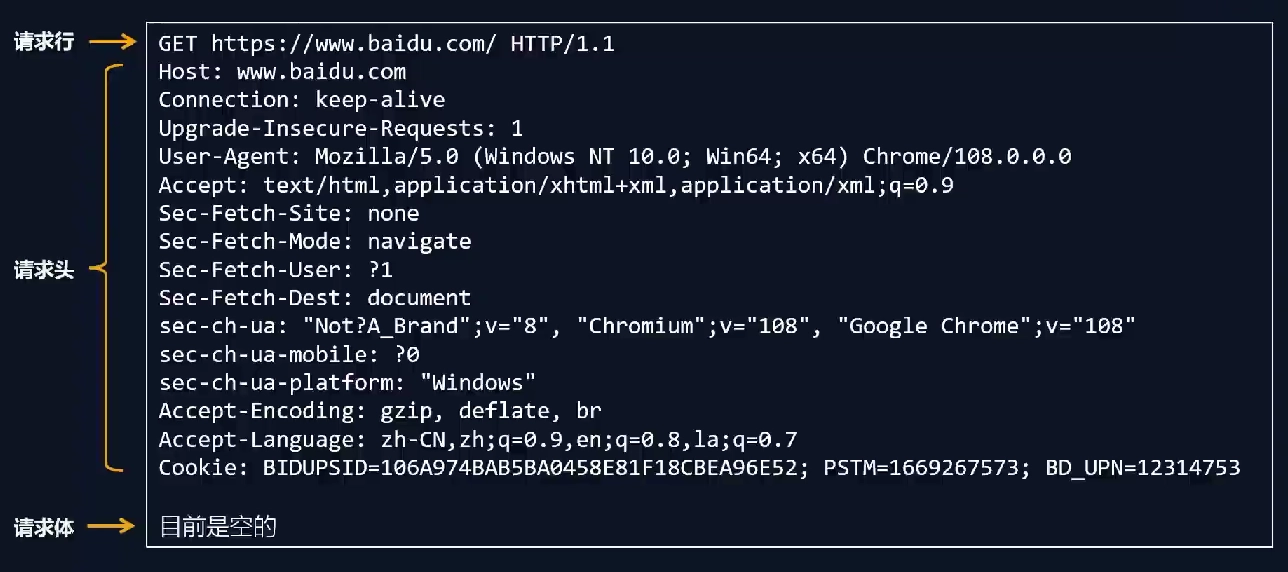 请求行
GET https://www.baidu.com/ HTTP/1.1
Host: www.baidu.com
Connection: keep-alive
Upgrade-Insecure-Requests: 1
User-Agent: Mozilla/5.0 (Windows NT 10.0; Win64; x64) Chrome/108.0.0.0
Accept: text/html,application/xhtml+xml,application/xml;q=0.9
Sec-Fetch-Site: none
Sec-Fetch-Mode: navigate
请求头
Sec-Fetch-User: ?1
Sec-Fetch-Dest: document
sec-ch-ua: "Not?A_Brand";v="8", "Chromium";v="108", "Google Chrome";v="108"
sec-ch-ua-mobile: ?0
sec-ch-ua-platform: "Windows"
Accept-Encoding: gzip, deflate, br
Accept-Language: zh-CN,zh;q=0.9,en;q=0.8,la;q=0.7
Cookie: BIDUPSID=106A974BAB5BA0458E81F18CBEA96E52; PSTM=1669267573; BD_UPN=12314753
请求体
目前是空的